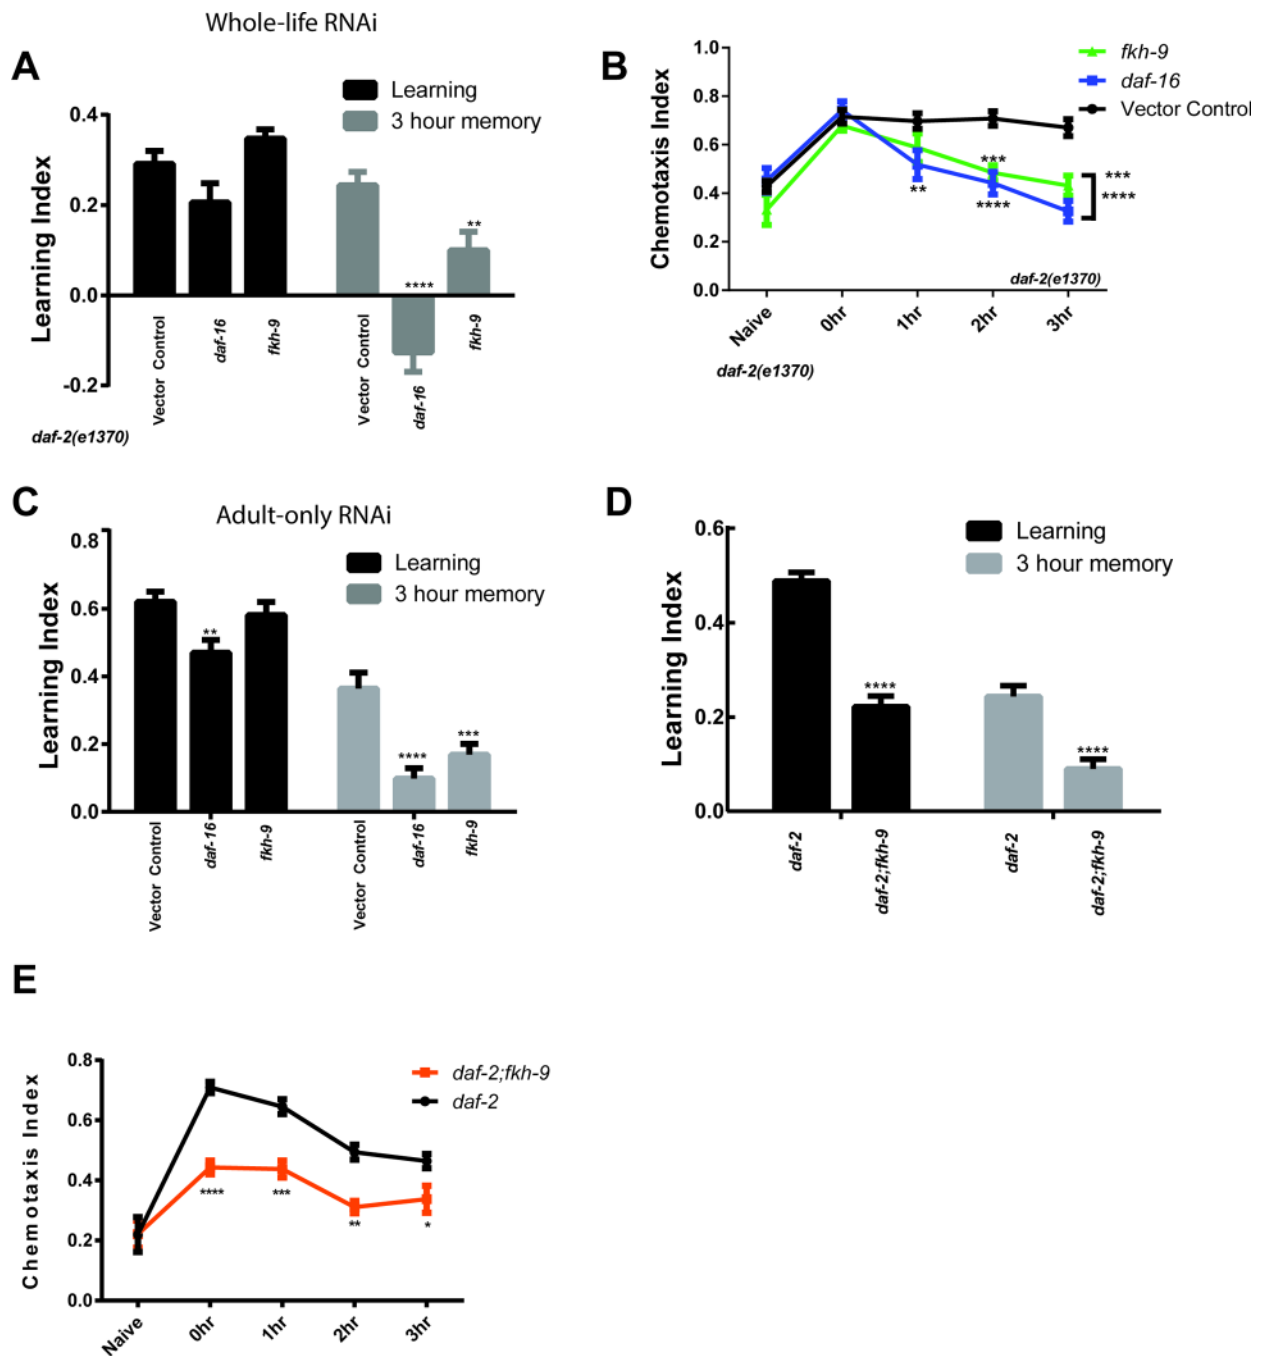 Whole-life RNAi
A
Learning
3 hour memory
Learning Index
0.4
0.2
0.0
-0.2
Vector Control
daf-16
fkh-9
Vector Control
daf-16
fkh-9
****
**
daf-2(e1370)
B
fkh-9
daf-16
Vector Control
Chemotaxis Index
1.0
0.8
0.6
0.4
0.2
0.0
**
***
****
***
****
daf-2(e1370)
Naive
0hr
1hr
2hr
3hr
daf-2(e1370)
C
Adult-only RNAi
Learning
3 hour memory
Learning Index
0.8
0.6
0.4
0.2
0.0
**
****
***
Vector Control
daf-16
fkh-9
Vector Control
daf-16
fkh-9
D
Learning
3 hour memory
Learning Index
0.6
0.4
0.2
0.0
****
****
daf-2
daf-2;fkh-9
daf-2
daf-2;fkh-9
E
daf-2;fkh-9
daf-2
Chemotaxis Index
0.8
0.6
0.4
0.2
0.0
****
***
**
*
Naive
0hr
1hr
2hr
3hr